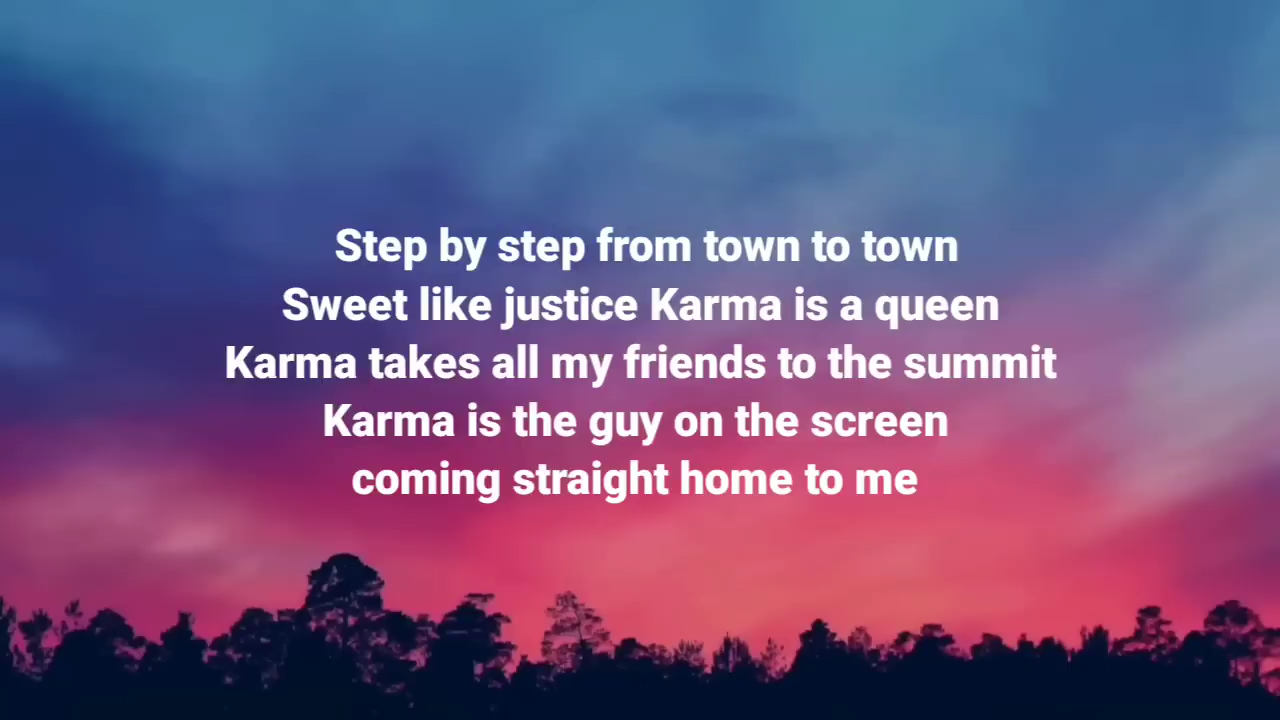 Step by step from town to town
Sweet like justice Karma is a queen
Karma takes all my friends to the summit
Karma is the guy on the screen
coming straight home to me